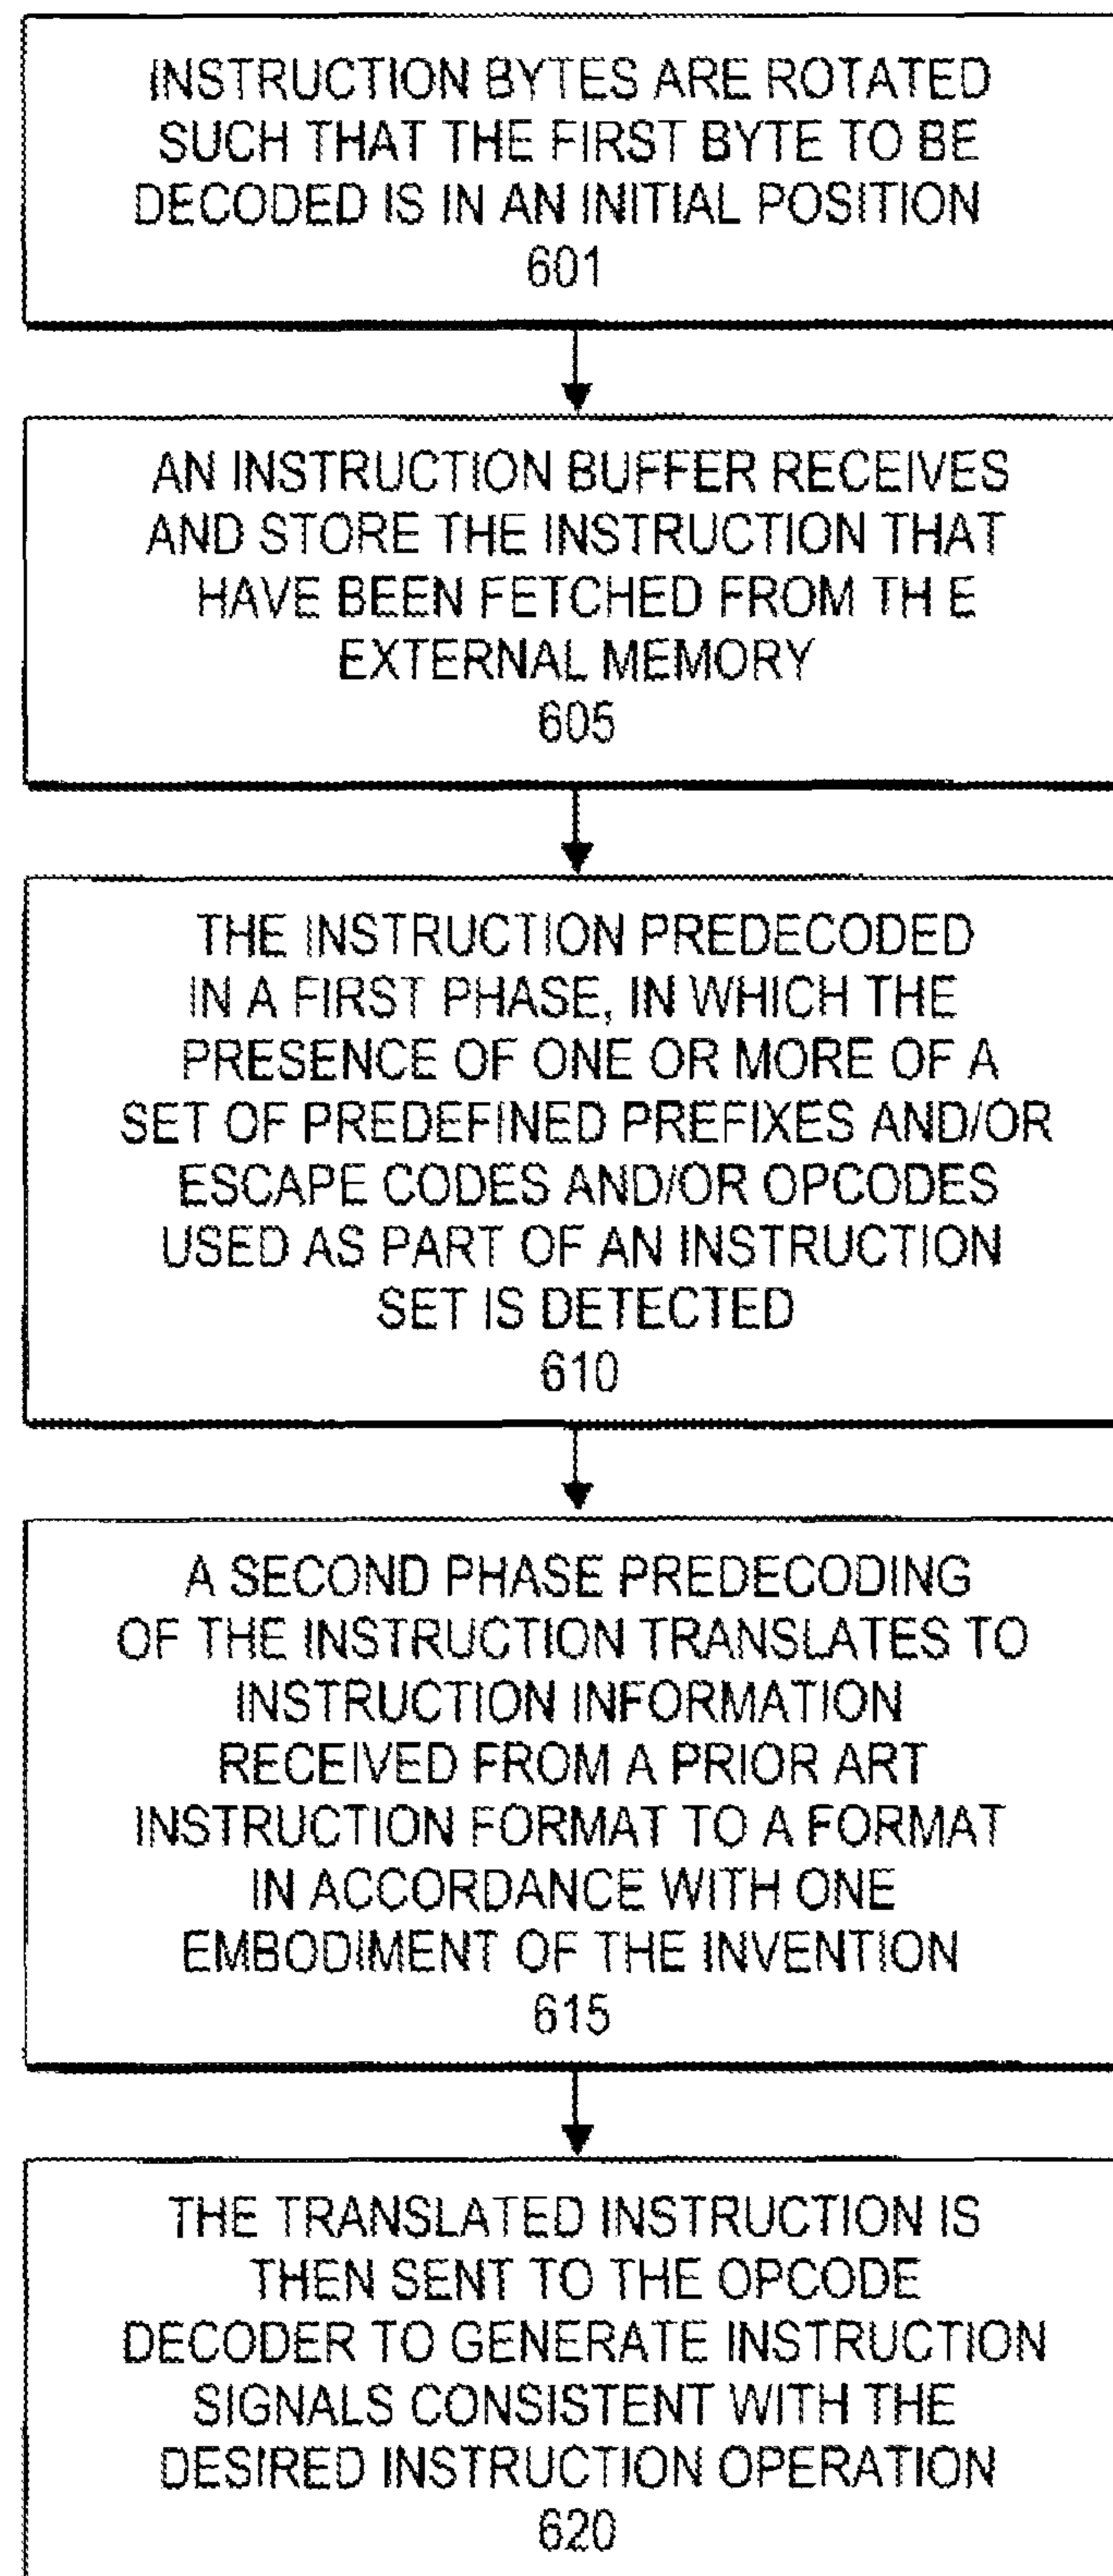 INSTRUCTION BYTES ARE ROTATED
SUCH THAT THE FIRST BYTE TO BE
DECODED IS IN AN INITIAL POSITION
601
AN INSTRUCTION BUFFER RECEIVES
AND STORE THE INSTRUCTION THAT
HAVE BEEN FETCHED FROM TH E
EXTERNAL MEMORY
605
THE INSTRUCTION PREDECODED
IN A FIRST PHASE, IN WHICH THE
PRESENCE OF ONE OR MORE OF A
SET OF PREDEFINED PREFIXES AND/OR
ESCAPE CODES AND/OR OPCODES
USED AS PART OF AN INSTRUCTION
SET IS DETECTED
610
A SECOND PHASE PREDECODING
OF THE INSTRUCTION TRANSLATES TO
INSTRUCTION INFORMATION
RECEIVED FROM A PRIOR ART
INSTRUCTION FORMAT TO A FORMAT
IN ACCORDANCE WITH ONE
EMBODIMENT OF THE INVENTION
615
THE TRANSLATED INSTRUCTION IS
THEN SENT TO THE OPCODE
DECODER TO GENERATE INSTRUCTION
SIGNALS CONSISTENT WITH THE
DESIRED INSTRUCTION OPERATION
620